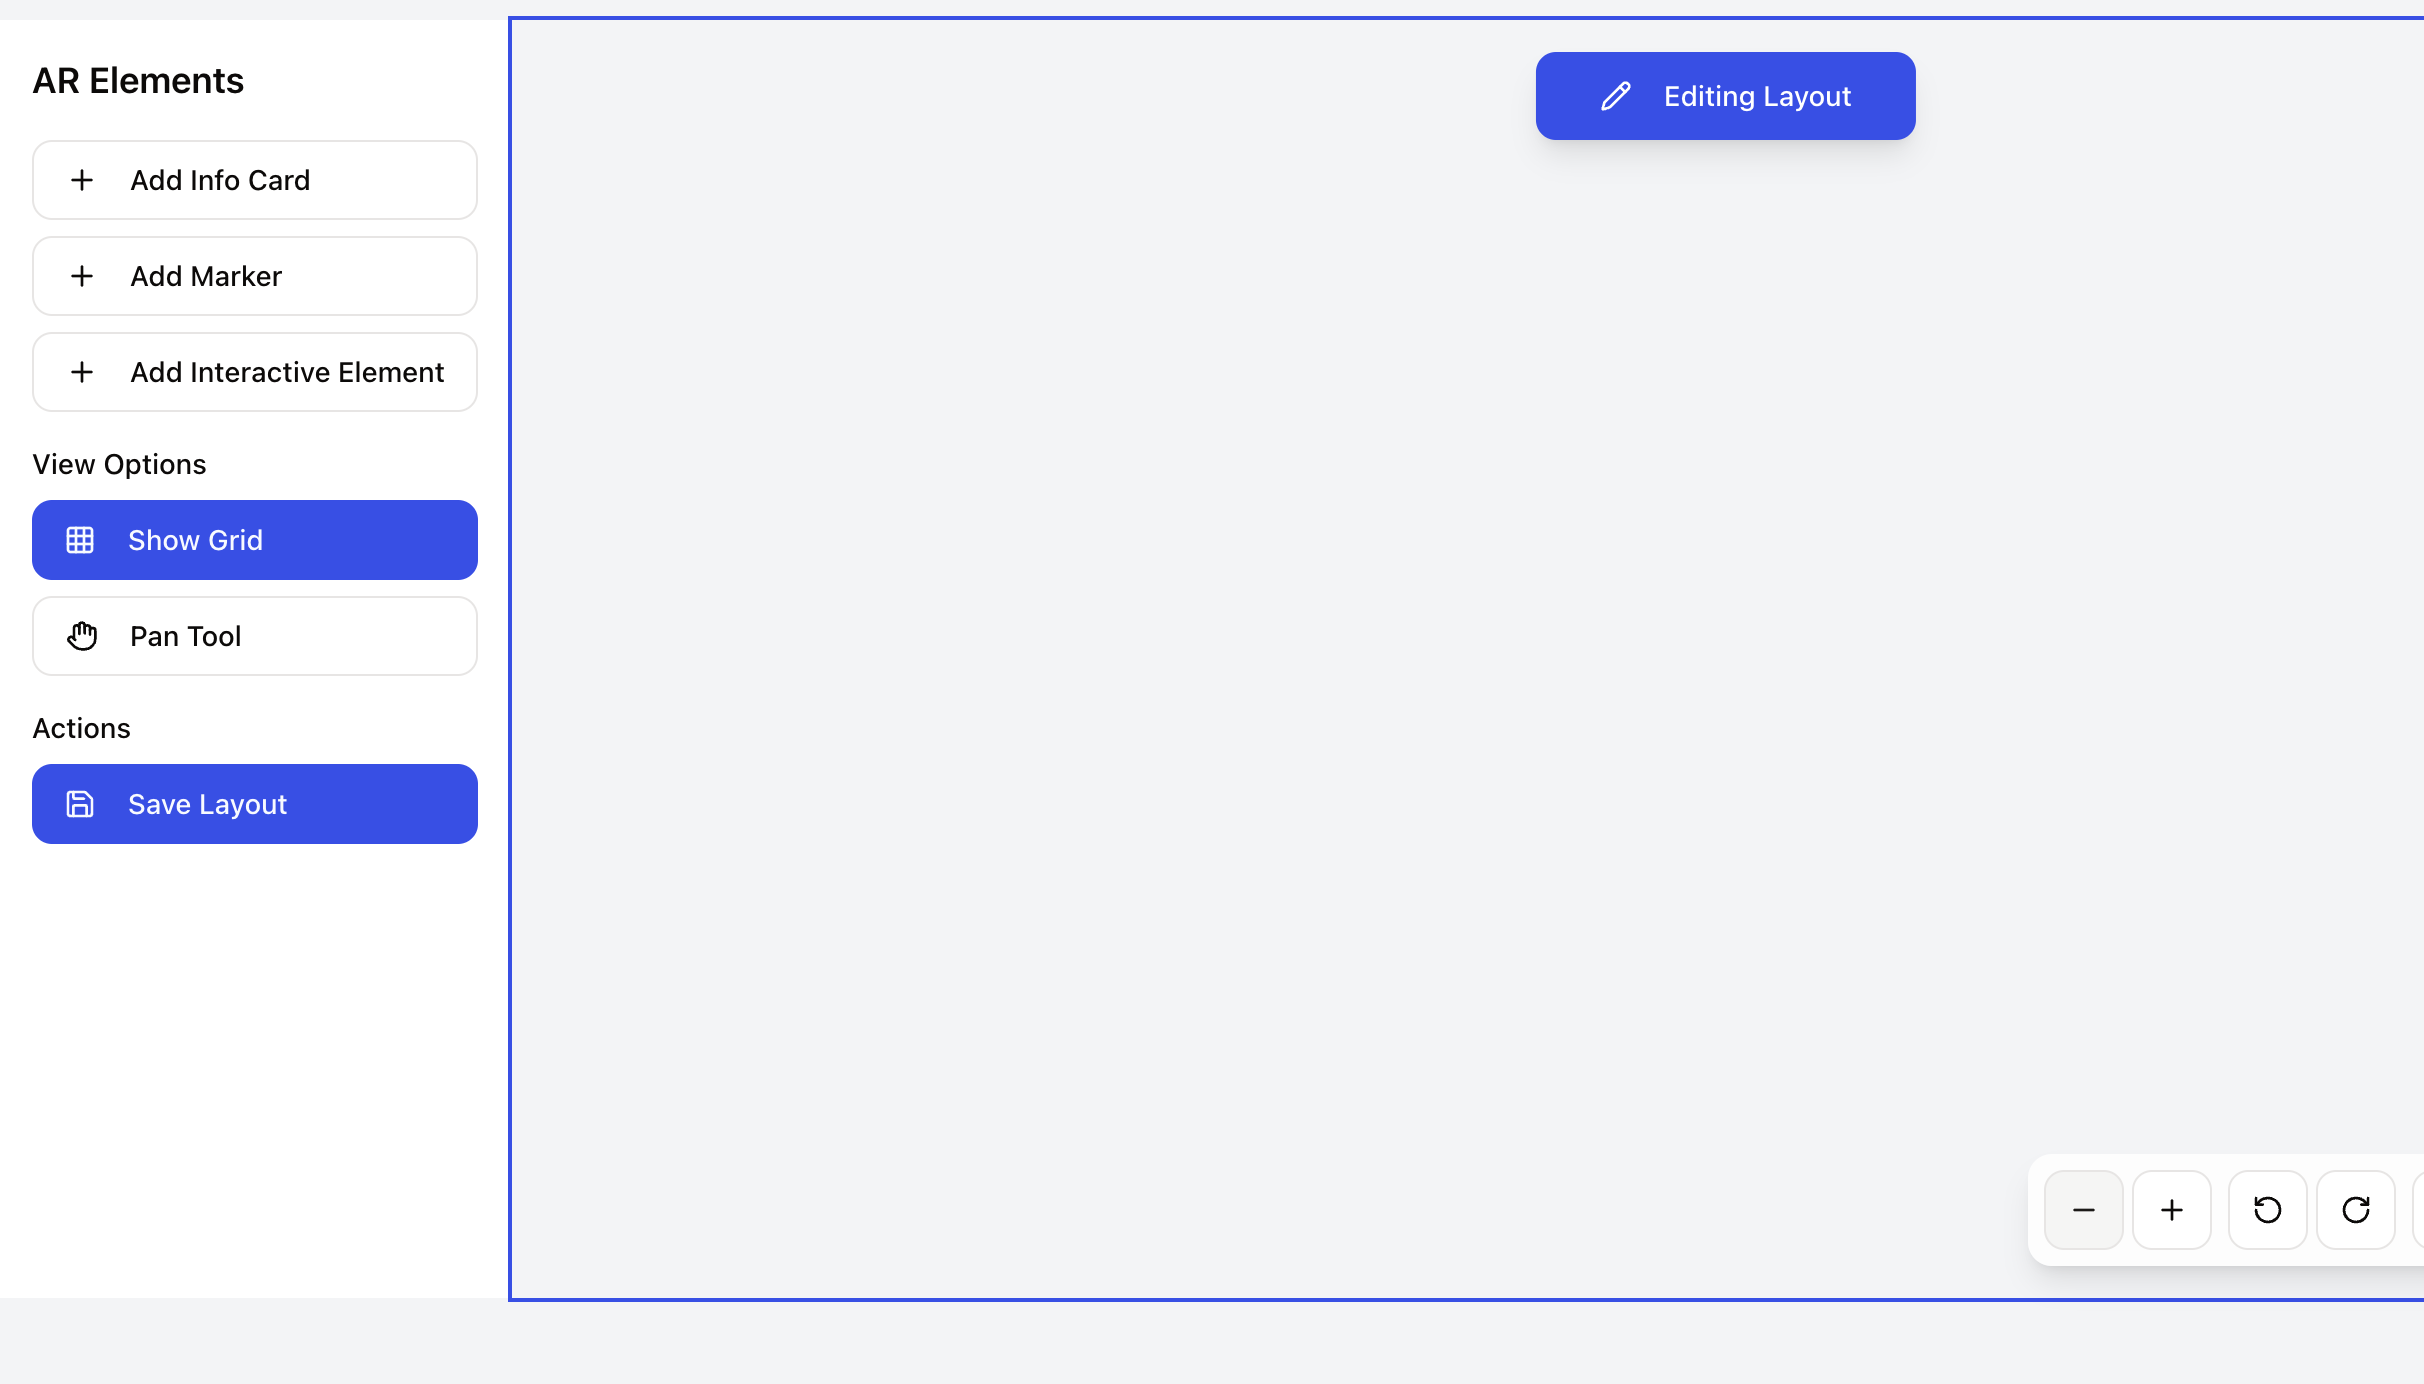 AR Elements
Add Info Card
Add Marker
Add Interactive Element
View Options
Show Grid
Pan Tool
Actions
Save Layout
Editing Layout